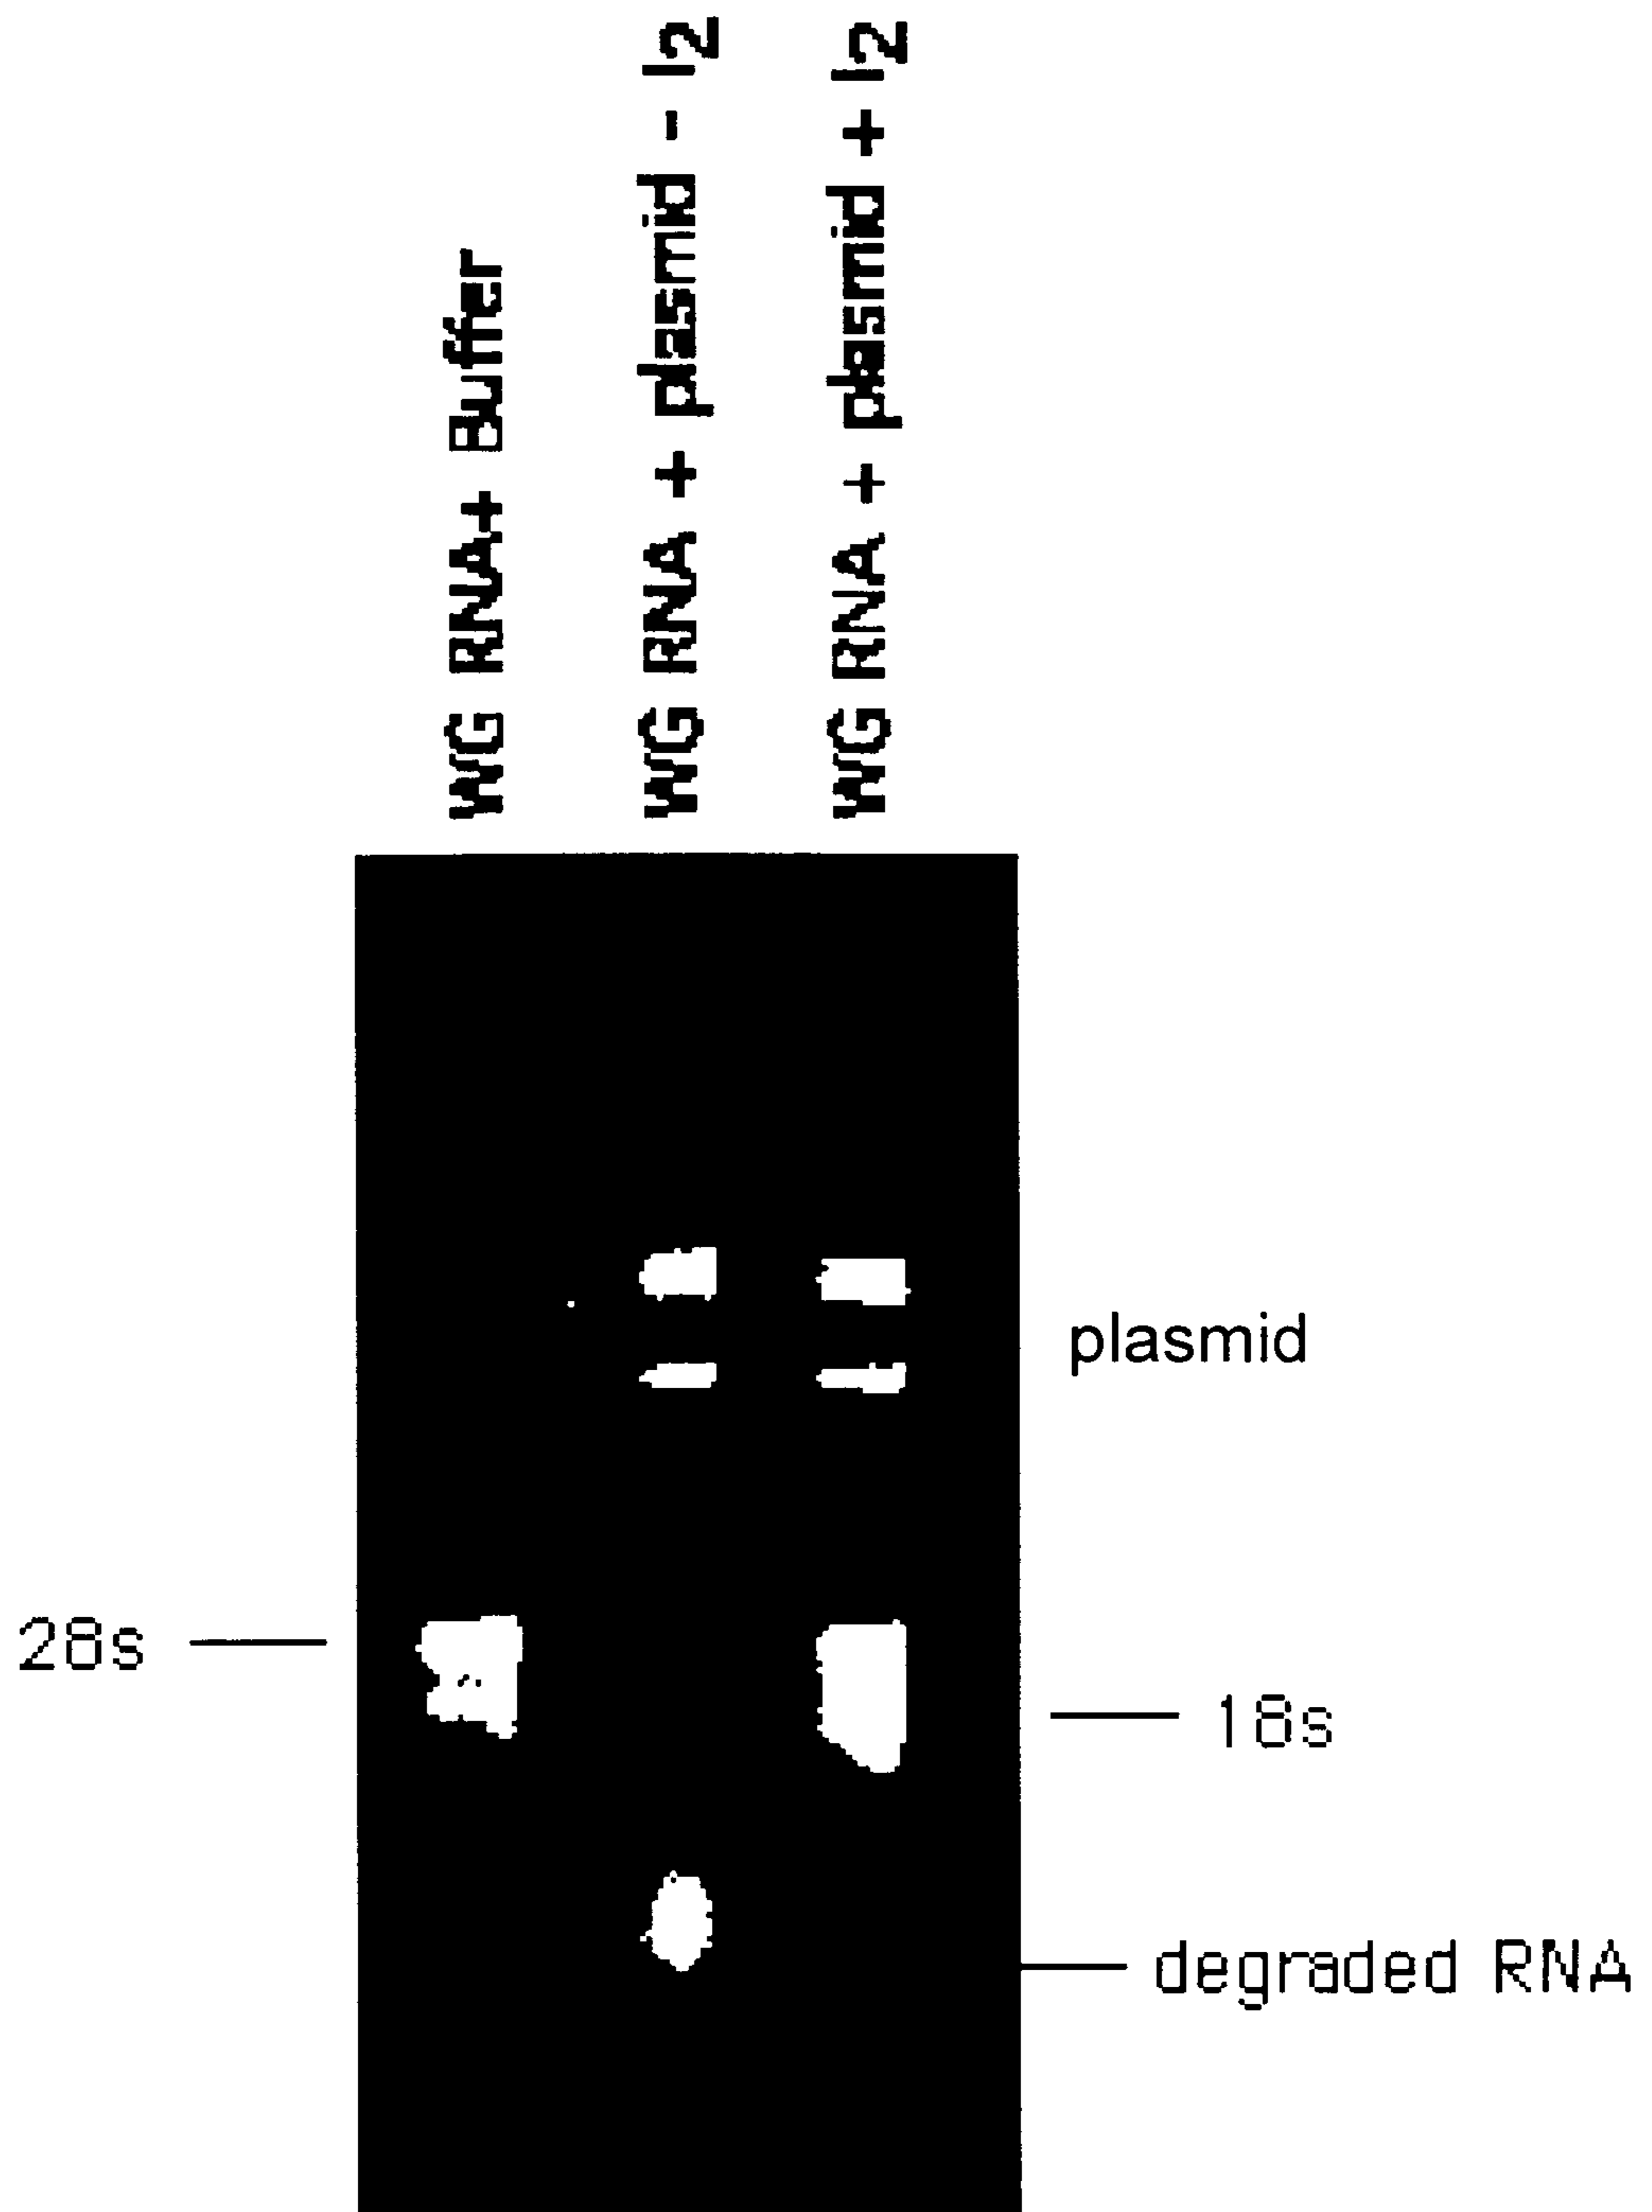 WG RNA+ Buffer
WG RNA + plasmid - I2
WG RNA + plasmid + I2
plasmid
28s
18s
degraded RNA